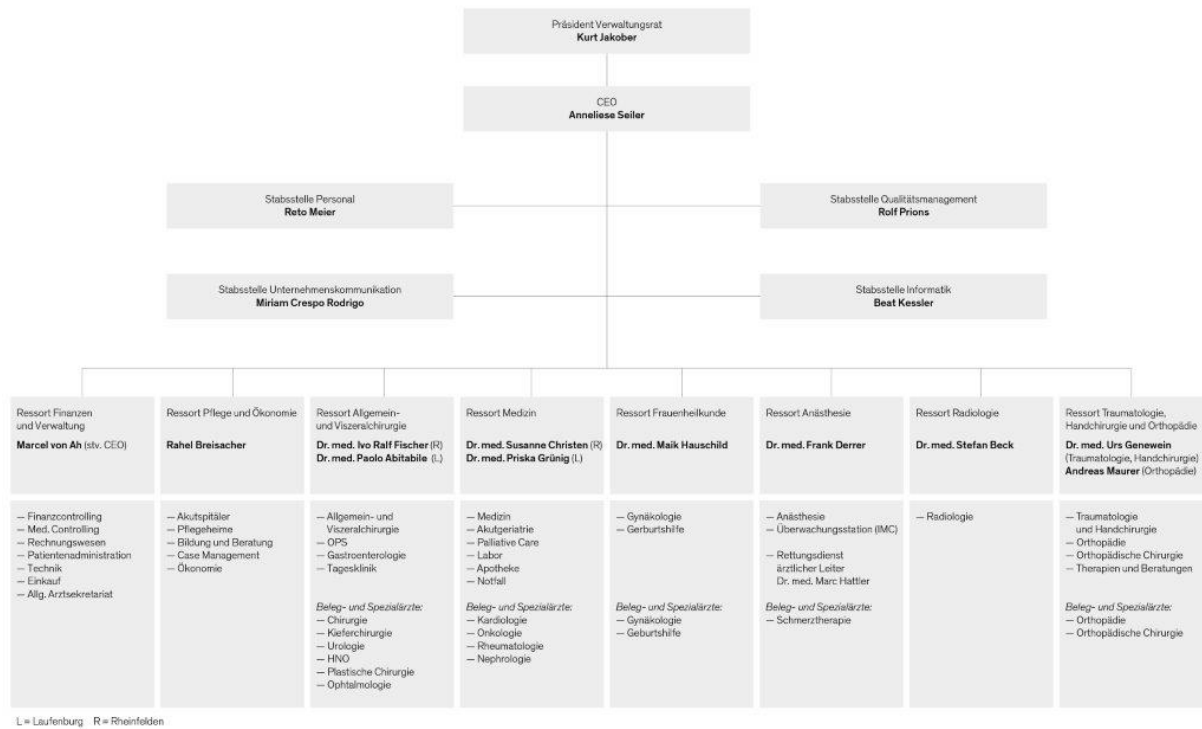 Präsident Verwaltungsrat
Kurt Jakober
CEO
Anneliese Seiler
Stabsstelle Personal
Reto Meier
Stabsstelle Qualitätsmanagement
Rolf Prions
Stabsstelle Unternehmenskommunikation
Miriam Crespo Rodrigo
Stabsstelle Informatik
Beat Kessler
Ressort Finanzen
und Verwaltung
Marcel von Ah (stv. CEO)
— Finanzcontrolling
— Med. Controlling
— Rechnungswesen
— Patientenadministration
— Technik
— Einkauf
— Allg. Arztsekretariat
Ressort Pflege und Ökonomie
Rahel Breisacher
— Akutspitäler
— Pflegeheime
— Bildung und Beratung
— Case Management
— Ökonomie
Ressort Allgemein-
und Viszeralchirurgie
Dr. med. Ivo Ralf Fischer (R)
Dr. med. Paolo Abitabile (L)
— Allgemein- und
Viszeralchirurgie
— OPS
— Gastroenterologie
— Tagesklinik
Beleg- und Spezialärzte:
— Chirurgie
— Kieferchirurgie
— Urologie
— HNO
— Plastische Chirurgie
— Ophtalmologie
Ressort Medizin
Dr. med. Susanne Christen (R)
Dr. med. Priska Grünig (L)
— Medizin
— Akutgeriatrie
— Palliative Care
— Labor
— Apotheke
— Notfall
Beleg- und Spezialärzte:
— Kardiologie
— Onkologie
— Rheumatologie
— Nephrologie
Ressort Frauenheilkunde
Dr. med. Maik Hauschild
— Gynäkologie
— Gerburtshilfe
Beleg- und Spezialärzte:
— Gynäkologie
— Geburtshilfe
Ressort Anästhesie
Dr. med. Frank Derrer
— Anästhesie
— Überwachungsstation (IMC)
— Rettungsdienst
ärztlicher Leiter
Dr. med. Marc Hattler
Beleg- und Spezialärzte:
— Schmerztherapie
Ressort Radiologie
Dr. med. Stefan Beck
— Radiologie
Ressort Traumatologie,
Handchirurgie und Orthopädie
Dr. med. Urs Genewein
(Traumatologie, Handchirurgie)
Andreas Maurer (Orthopädie)
— Traumatologie
und Handchirurgie
— Orthopädie
— Orthopädische Chirurgie
— Therapien und Beratungen
Beleg- und Spezialärzte:
— Orthopädie
— Orthopädische Chirurgie
L = Laufenburg R = Rheinfelden